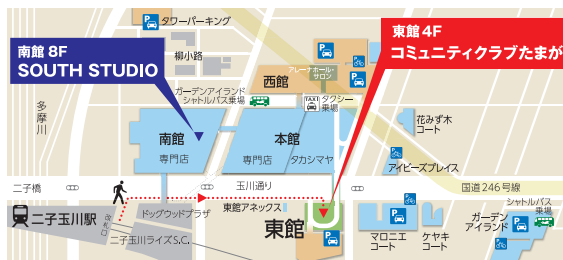 タワーパーキング
東館4F
コミュニティクラブたまが
南館 8F
SOUTH STUDIO
柳小路
アレーナホール・
サロン
西館
ガーデンアイランド
シャトルバス乗場
TAXI
タクシー
乗場
多摩川
花みず木
コート
南館
専門店
本館
専門店
タカシマヤ
アイビーズプレイス
二子橋
玉川通り
国道246号線
シャトルバス
乗場
二子玉川駅
改札口
ドッグウッドプラザ
東館アネックス
東館
マロニエ
コート
ケヤキ
コート
ガーデン
アイランド
二子玉川ライズS.C.